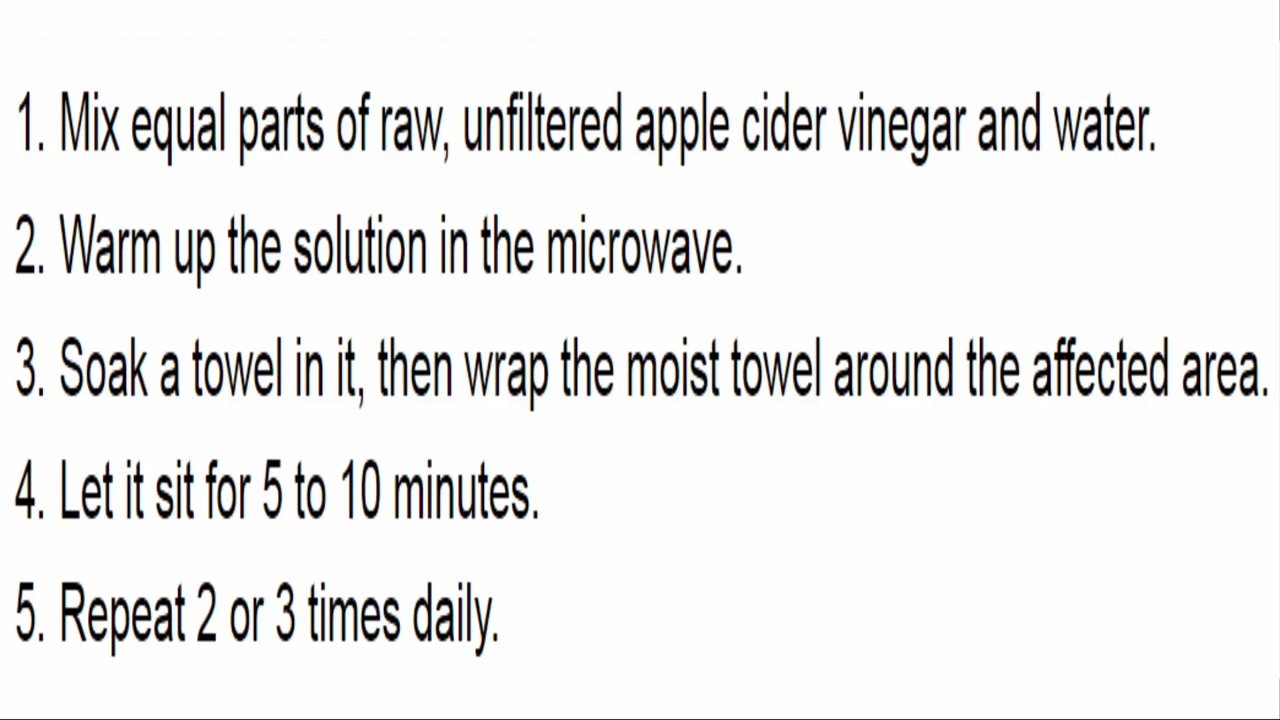 1. Mix equal parts of raw, unfiltered apple cider vinegar and water.
2. Warm up the solution in the microwave.
3. Soak a towel in it, then wrap the moist towel around the affected area.
4. Let it sit for 5 to 10 minutes.
5. Repeat 2 or 3 times daily.